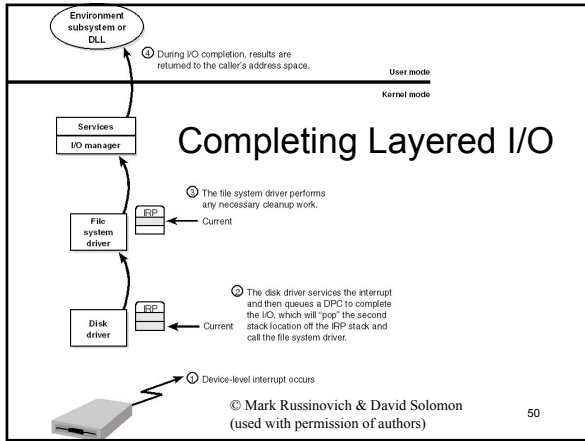 Environment
subsystem or
DLL
④ During I/O completion, results are
returned to the caller's address space.
User mode
Kernel mode
Services
I/O manager
Completing Layered I/O
③ The file system driver performs
any necessary cleanup work.
IRP
Current
File
system
driver
② The disk driver services the interrupt
and then queues a DPC to complete
the I/O, which will "pop" the second
stack location off the IRP stack and
call the file system driver.
IRP
Current
Disk
driver
① Device-level interrupt occurs
© Mark Russinovich & David Solomon
(used with permission of authors)
50